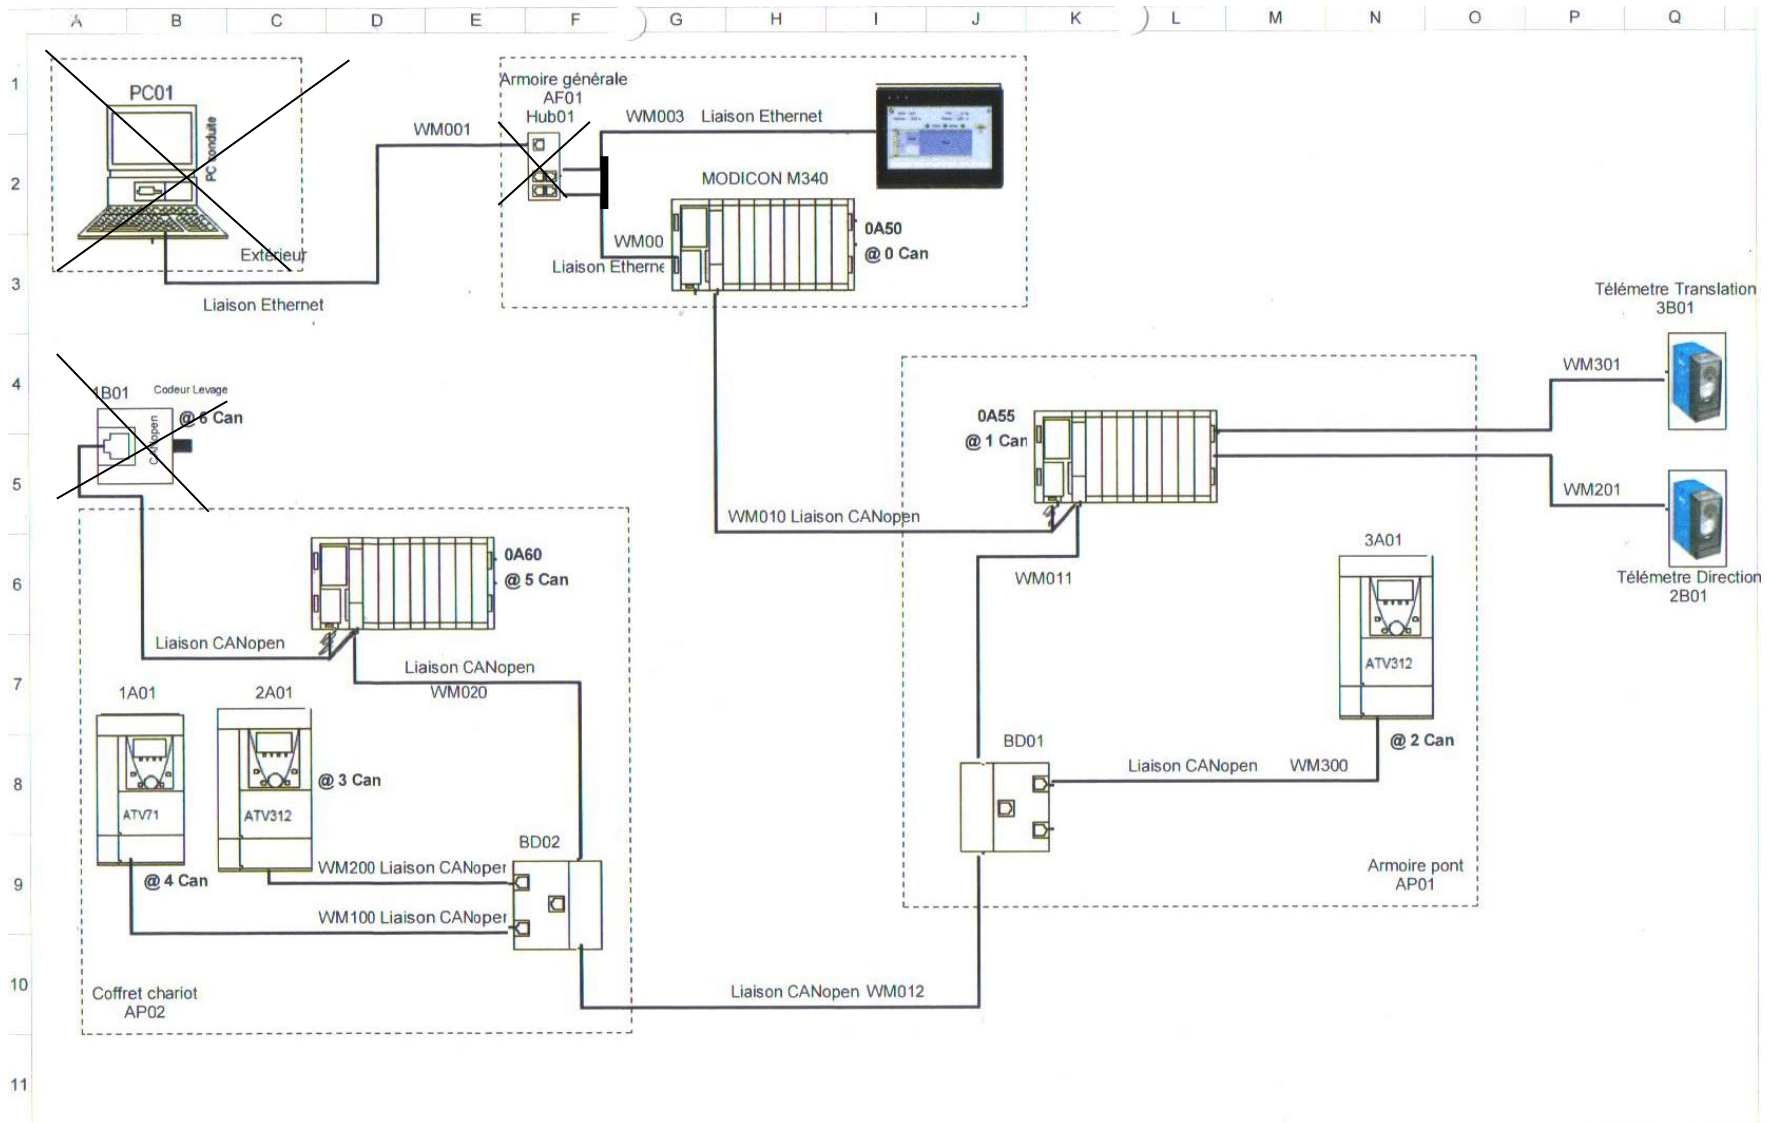 A B C D E F G H I J K L M N O P Q
1
PC01
PC conduite
Extérieur
Liaison Ethernet
WM001
Armoire générale
AF01
Hub01
WM003 Liaison Ethernet
2
MODICON M340
0A50
@ 0 Can
WM00
Liaison Etherne
3
Télémetre Translation
3B01
4
1B01
Codeur Levage
@ 6 Can
CANopen
WM301
0A55
@ 1 Can
5
WM201
WM010 Liaison CANopen
Télémetre Direction
2B01
0A60
@ 5 Can
6
WM011
3A01
ATV312
@ 2 Can
Liaison CANopen
Liaison CANopen
WM020
7
1A01
2A01
ATV71
ATV312
@ 3 Can
@ 4 Can
BD01
8
Liaison CANopen WM300
BD02
WM200 Liaison CANoper
9
WM100 Liaison CANoper
Armoire pont
AP01
10
Coffret chariot
AP02
Liaison CANopen WM012
11